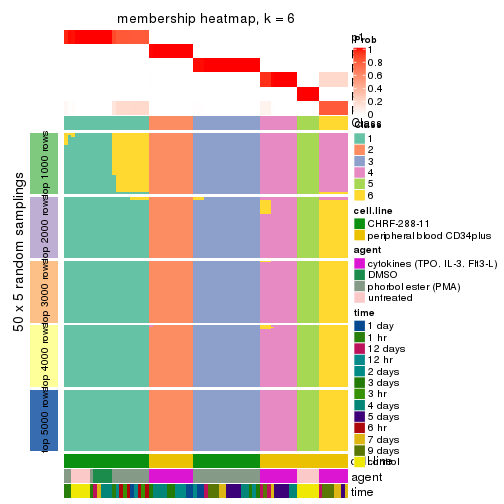 membership heatmap, k = 6
50 x 5 random samplings
top 1000 rows
top 2000 rows
top 3000 rows
top 4000 rows
top 5000 rows
Class
cell.line
agent
time
Prob
1
0.8
0.6
0.4
0.2
0
Class
1
2
3
4
5
6
cell.line
CHRF-288-11
peripheral blood CD34plus
agent
cytokines (TPO, IL-3, Flt3-L)
DMSO
phorbol ester (PMA)
untreated
time
1 day
1 hr
12 days
12 hr
2 days
3 days
3 hr
4 days
5 days
6 hr
7 days
9 days
control